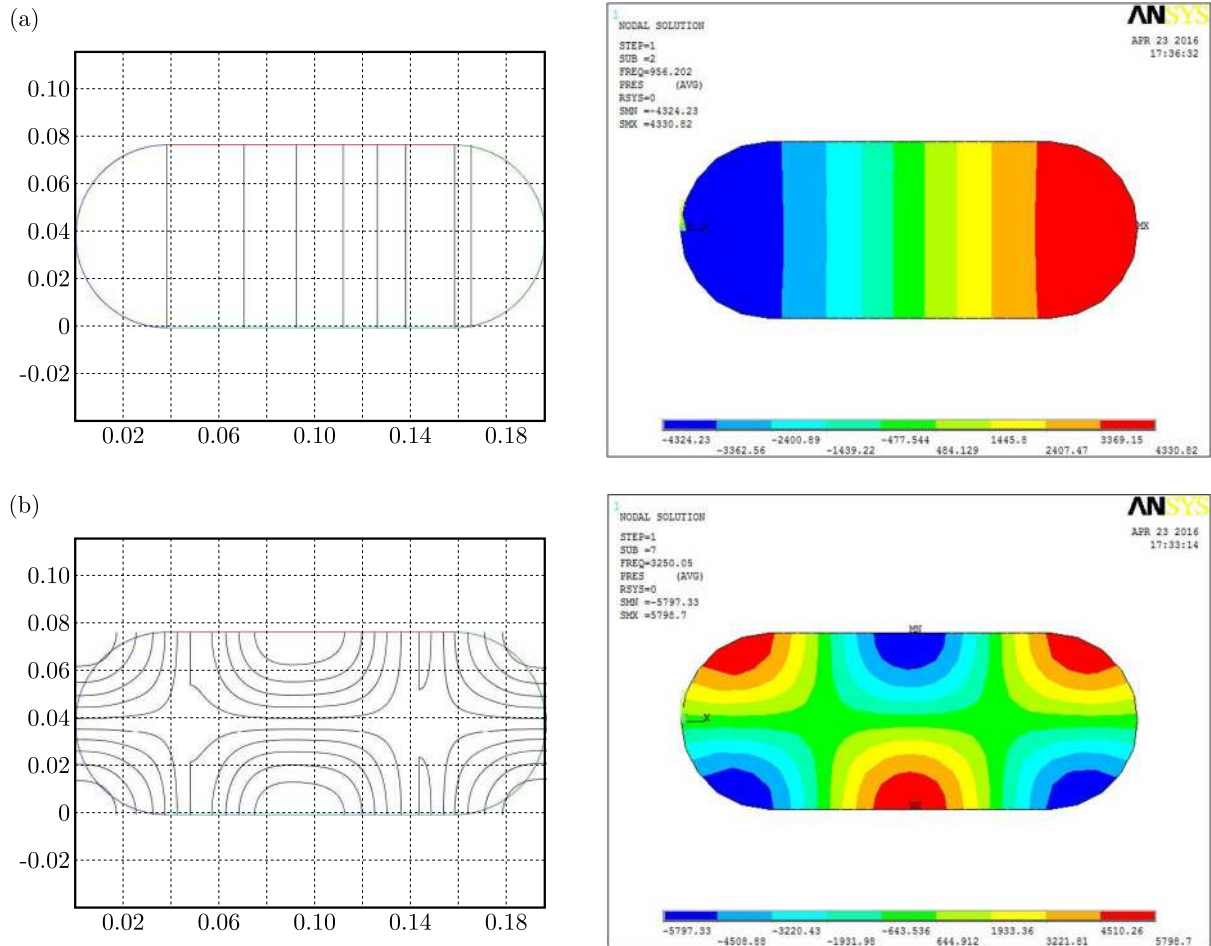 (a)
0.10
0.08
0.06
0.04
0.02
0
-0.02
0.02 0.06 0.10 0.14 0.18
1
NODAL SOLUTION
STEP=1
SUB =2
FREQ=956.202
PRES (AVG)
RSYS=0
SMN =-4324.23
SMX =4330.82
ANSYS
APR 23 2016
17:36:32
MX
-4324.23 -2400.89 -477.544 1445.8 3369.15
-3362.56 -1439.22 484.129 2407.47 4330.82
(b)
0.10
0.08
0.06
0.04
0.02
0
-0.02
0.02 0.06 0.10 0.14 0.18
1
NODAL SOLUTION
STEP=1
SUB =7
FREQ=3250.05
PRES (AVG)
RSYS=0
SMN =-5797.33
SMX =5798.7
ANSYS
APR 23 2016
17:33:14
MN
X
-5797.33 -3220.43 -643.536 1933.36 4510.26
-4508.88 -1931.98 644.912 3221.81 5798.7